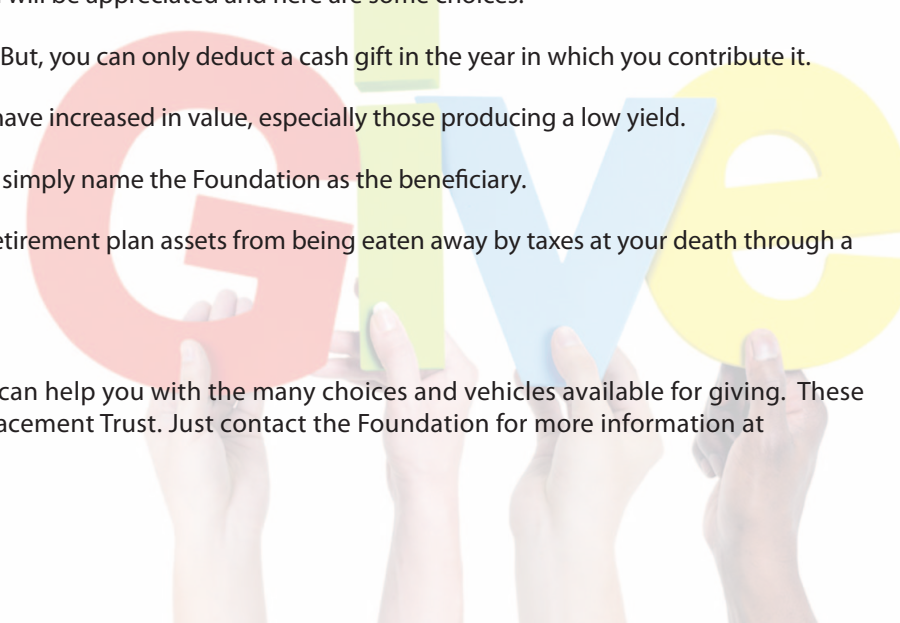 will be appreciated and here are some choices.
But, you can only deduct a cash gift in the year in which you contribute it.
have increased in value, especially those producing a low yield.
simply name the Foundation as the beneficiary.
etirement plan assets from being eaten away by taxes at your death through a
can help you with the many choices and vehicles available for giving. These
acement Trust. Just contact the Foundation for more information at
Give